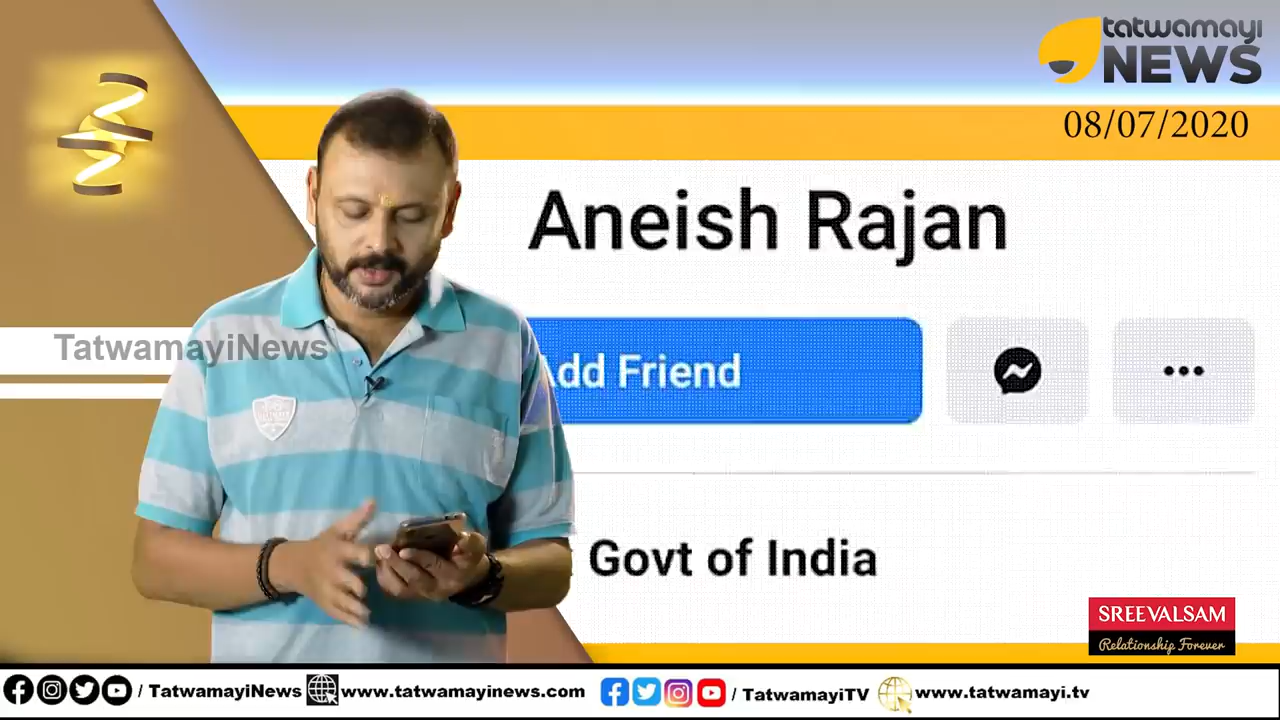 tatwamayi
NEWS
08/07/2020
Aneish Rajan
TatwamayiNews
Add Friend
Govt of India
SREEVALSAM
Relationship Forever
/ TatwamayiNews www.tatwamayinews.com / TatwamayiTV www.tatwamayi.tv